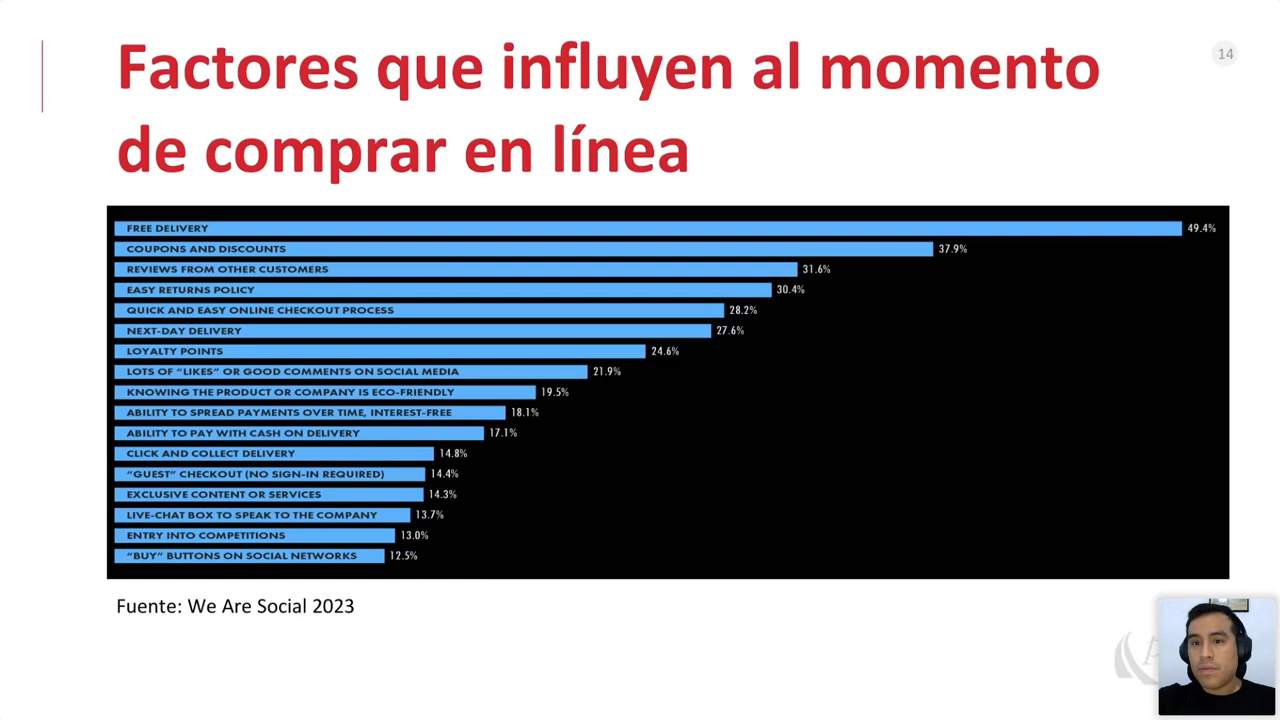 Factores que influyen al momento
14
de comprar en línea
FREE DELIVERY 49.4%
COUPONS AND DISCOUNTS 37.9%
REVIEWS FROM OTHER CUSTOMERS 31.6%
EASY RETURNS POLICY 30.4%
QUICK AND EASY ONLINE CHECKOUT PROCESS 28.2%
NEXT-DAY DELIVERY 27.6%
LOYALTY POINTS 24.6%
LOTS OF “LIKES” OR GOOD COMMENTS ON SOCIAL MEDIA 21.9%
KNOWING THE PRODUCT OR COMPANY IS ECO-FRIENDLY 19.5%
ABILITY TO SPREAD PAYMENTS OVER TIME, INTEREST-FREE 18.1%
ABILITY TO PAY WITH CASH ON DELIVERY 17.1%
CLICK AND COLLECT DELIVERY 14.8%
“GUEST” CHECKOUT (NO SIGN-IN REQUIRED) 14.4%
EXCLUSIVE CONTENT OR SERVICES 14.3%
LIVE-CHAT BOX TO SPEAK TO THE COMPANY 13.7%
ENTRY INTO COMPETITIONS 13.0%
“BUY” BUTTONS ON SOCIAL NETWORKS 12.5%
Fuente: We Are Social 2023